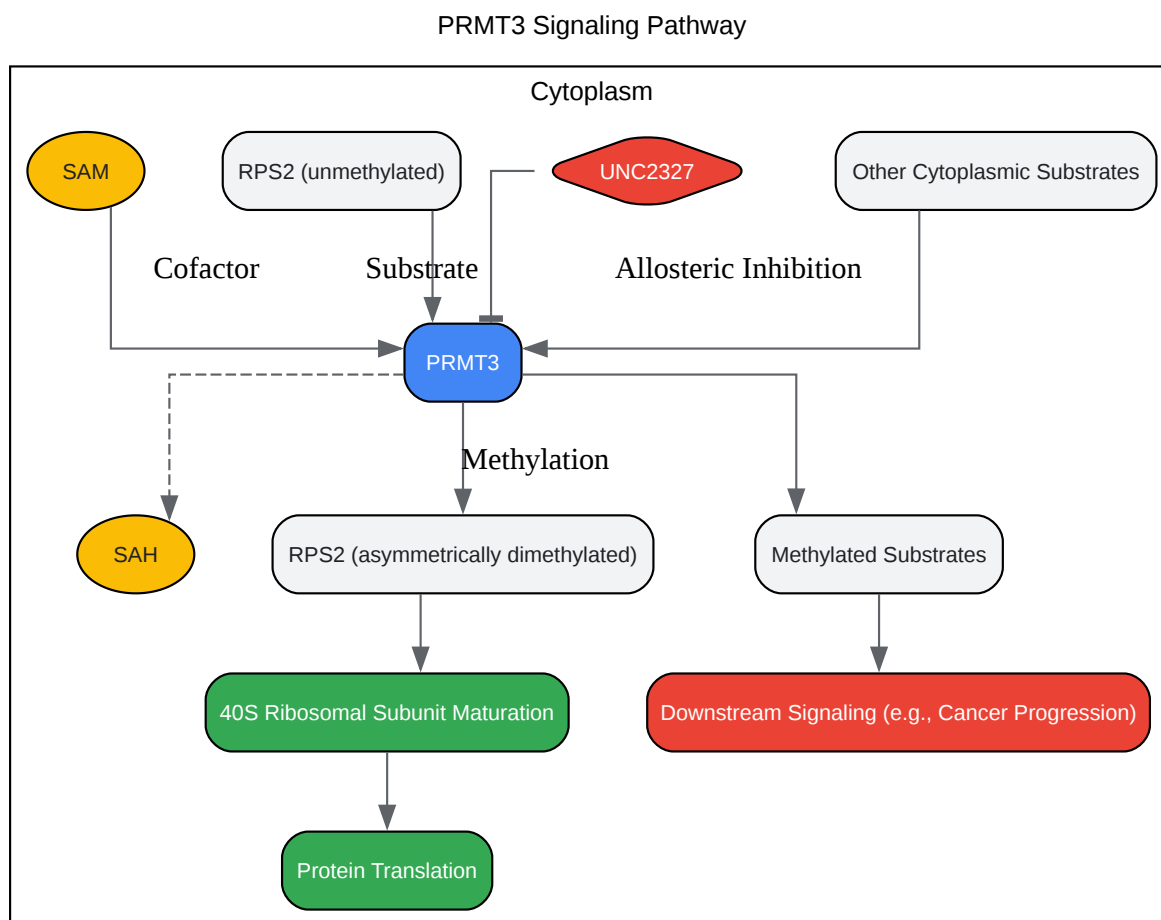 PRMT3 Signaling Pathway
Cytoplasm
SAM
RPS2 (unmethylated)
UNC2327
Other Cytoplasmic Substrates
Cofactor
Substrate
Allosteric Inhibition
PRMT3
Methylation
SAH
RPS2 (asymmetrically dimethylated)
Methylated Substrates
40S Ribosomal Subunit Maturation
Downstream Signaling (e.g., Cancer Progression)
Protein Translation